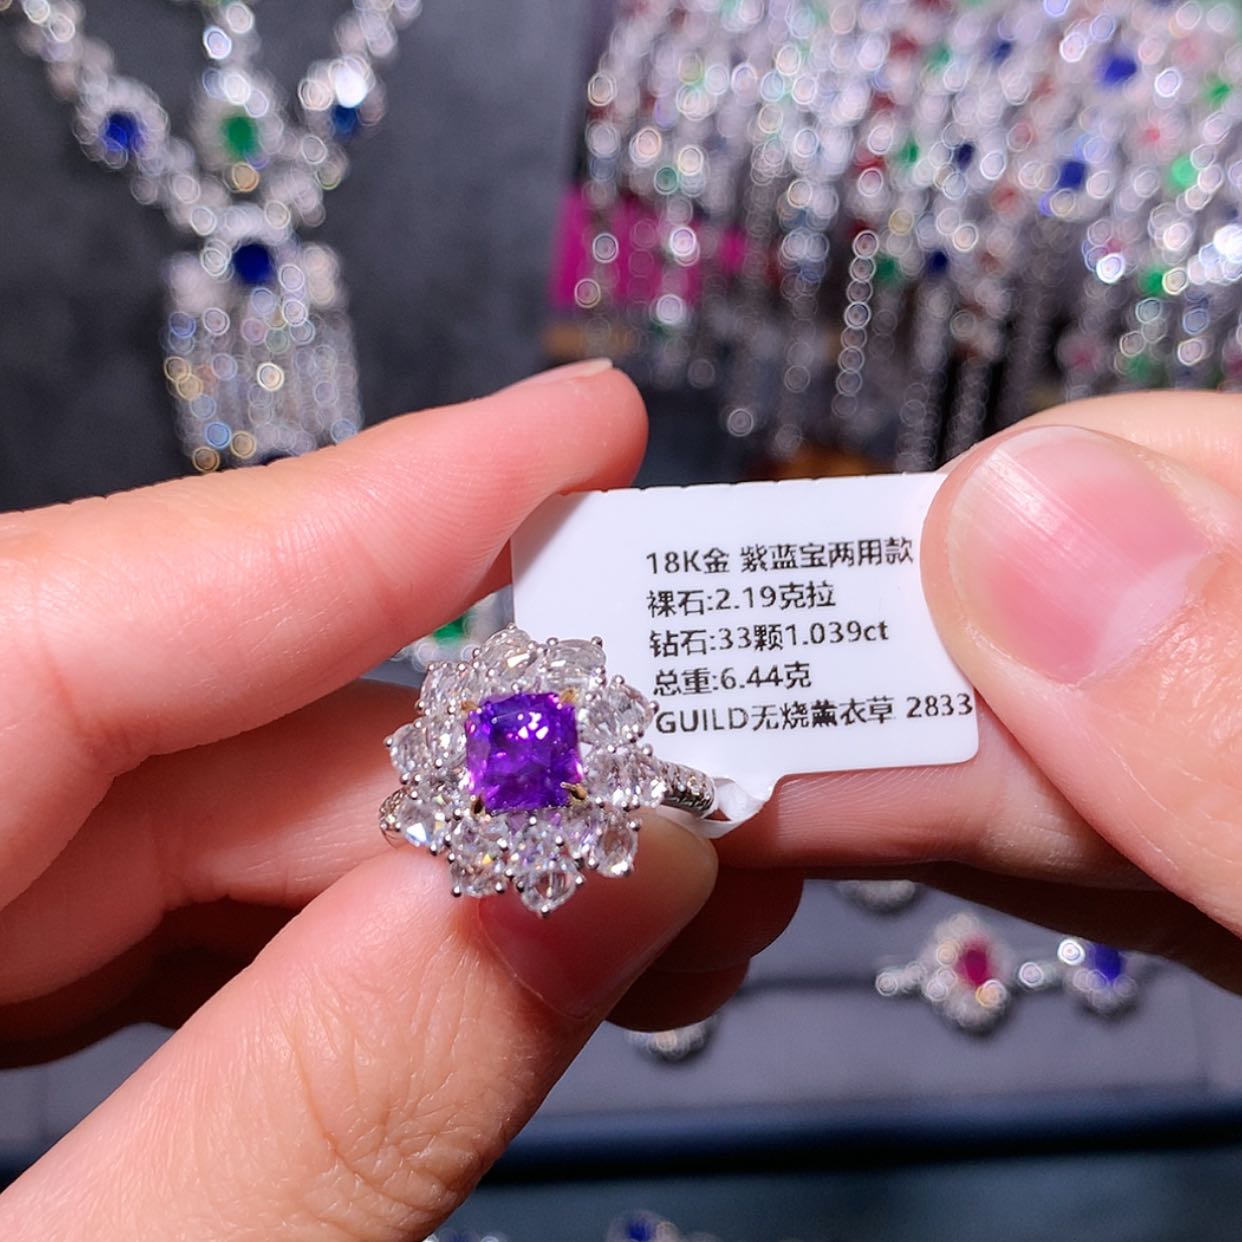 18K金 紫蓝宝两用款
裸石:2.19克拉
钻石:33颗1.039ct
总重:6.44克
GUILD无烧薰衣草 2833